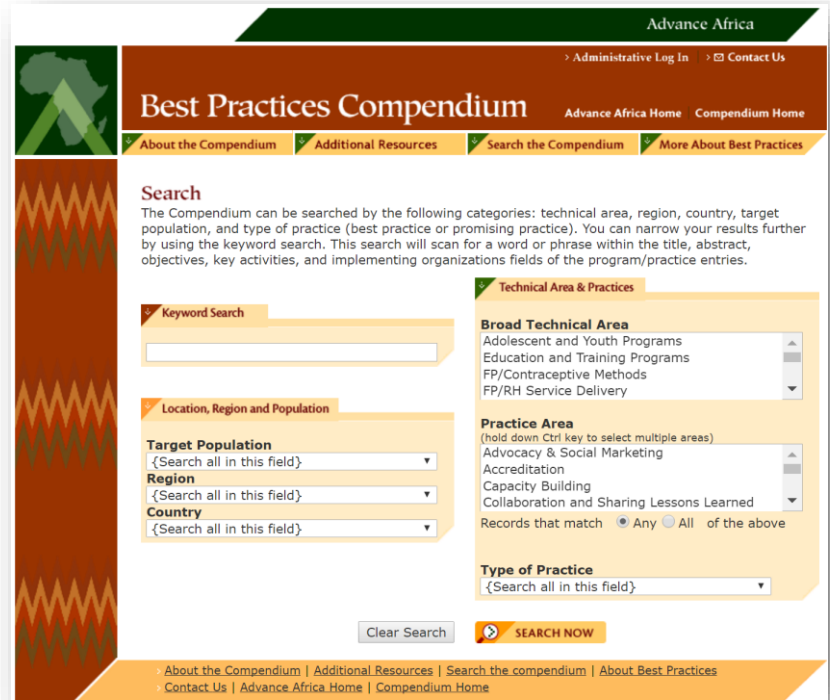 Advance Africa
› Administrative Log In › ✉ Contact Us
Best Practices Compendium
Advance Africa Home Compendium Home
About the Compendium Additional Resources Search the Compendium More About Best Practices
Search
The Compendium can be searched by the following categories: technical area, region, country, target
population, and type of practice (best practice or promising practice). You can narrow your results further
by using the keyword search. This search will scan for a word or phrase within the title, abstract,
objectives, key activities, and implementing organizations fields of the program/practice entries.
Keyword Search
Location, Region and Population
Target Population
{Search all in this field}
Region
{Search all in this field}
Country
{Search all in this field}
Technical Area & Practices
Broad Technical Area
Adolescent and Youth Programs
Education and Training Programs
FP/Contraceptive Methods
FP/RH Service Delivery
Practice Area
(hold down Ctrl key to select multiple areas)
Advocacy & Social Marketing
Accreditation
Capacity Building
Collaboration and Sharing Lessons Learned
Records that match Any All of the above
Type of Practice
{Search all in this field}
Clear Search
SEARCH NOW
› About the Compendium | Additional Resources | Search the compendium | About Best Practices
› Contact Us | Advance Africa Home | Compendium Home